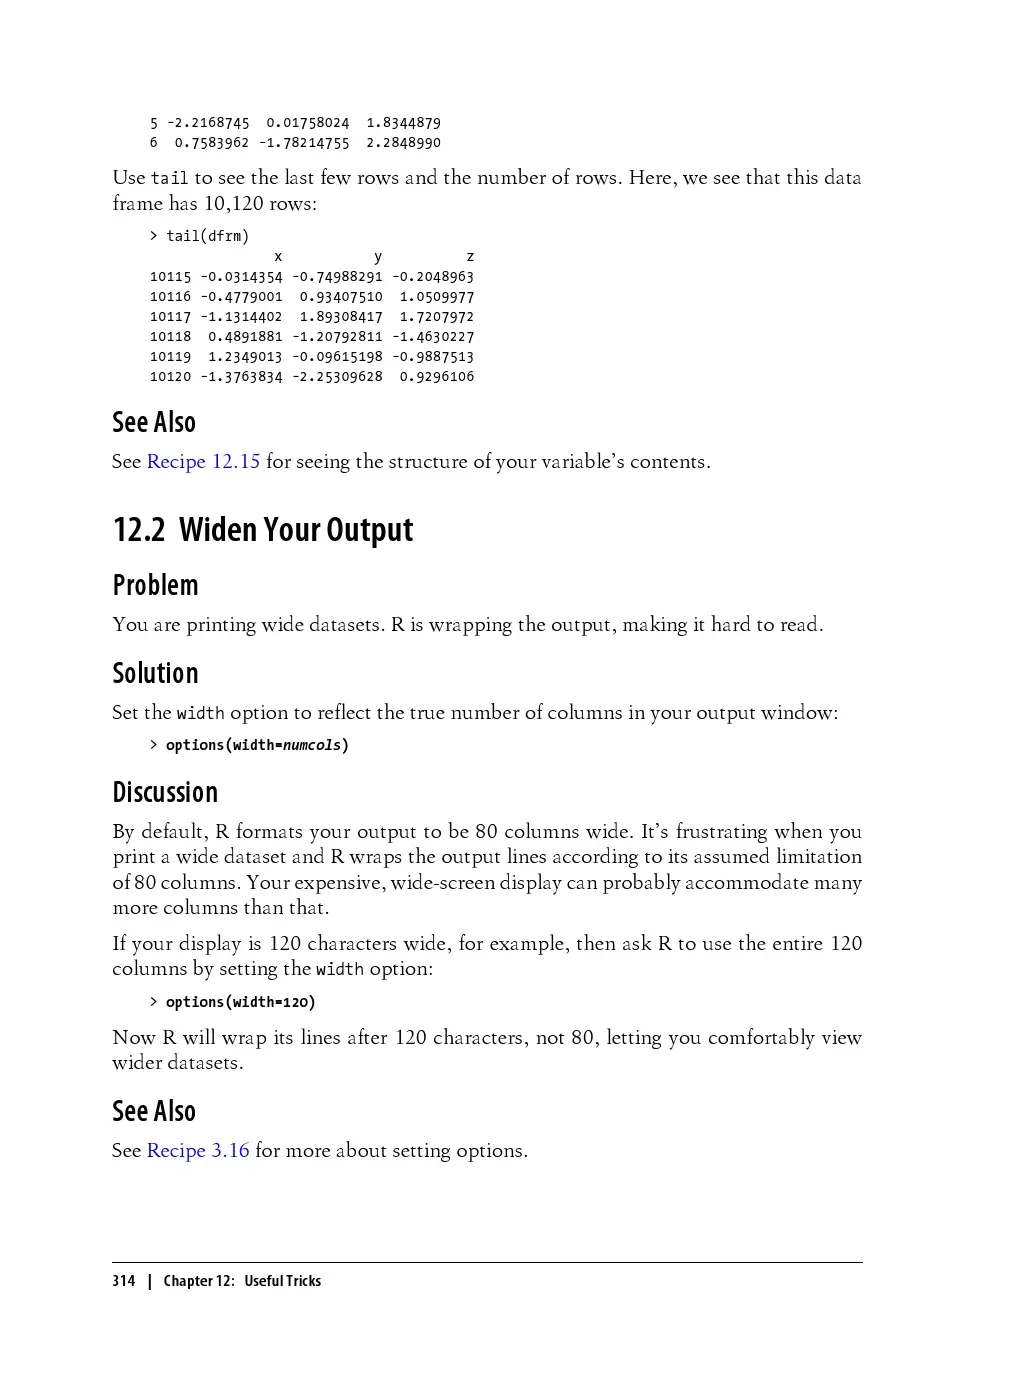 5 -2.2168745  0.01758024  1.8344879
6  0.7583962 -1.78214755  2.2848990
Use tail to see the last few rows and the number of rows. Here, we see that this data
frame has 10,120 rows:
> tail(dfrm)
x           y          z
10115 -0.0314354 -0.74988291 -0.2048963
10116 -0.4779001  0.93407510  1.0509977
10117 -1.1314402  1.89308417  1.7207972
10118  0.4891881 -1.20792811 -1.4630227
10119  1.2349013 -0.09615198 -0.9887513
10120 -1.3763834 -2.25309628  0.9296106
See Also
See Recipe 12.15 for seeing the structure of your variable’s contents.
12.2 Widen Your Output
Problem
You are printing wide datasets. R is wrapping the output, making it hard to read.
Solution
Set the width option to reflect the true number of columns in your output window:
> options(width=numcols)
Discussion
By default, R formats your output to be 80 columns wide. It’s frustrating when you
print a wide dataset and R wraps the output lines according to its assumed limitation
of 80 columns. Your expensive, wide-screen display can probably accommodate many
more columns than that.
If your display is 120 characters wide, for example, then ask R to use the entire 120
columns by setting the width option:
> options(width=120)
Now R will wrap its lines after 120 characters, not 80, letting you comfortably view
wider datasets.
See Also
See Recipe 3.16 for more about setting options.
314 | Chapter 12: Useful Tricks